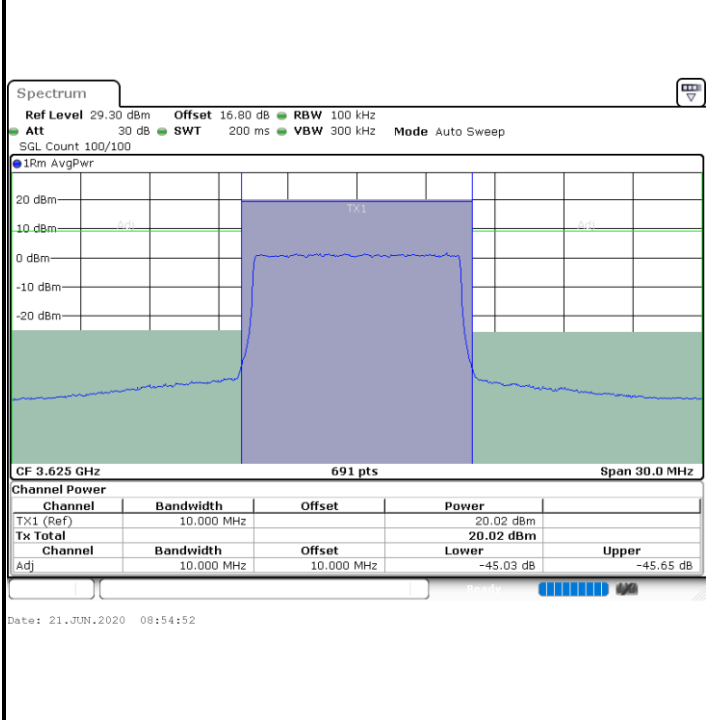 Spectrum
Ref Level 29.30 dBm Offset 16.80 dB RBW 100 kHz
Att 30 dB SWT 200 ms VBW 300 kHz Mode Auto Sweep
SGL Count 100/100
1Rm AvgPwr
TX1
20 dBm
Adj Adj
10 dBm
0 dBm
-10 dBm
-20 dBm
CF 3.625 GHz 691 pts Span 30.0 MHz
Channel Power
Channel Bandwidth Offset Power
TX1 (Ref) 10.000 MHz 20.02 dBm
Tx Total 20.02 dBm
Channel Bandwidth Offset Lower Upper
Adj 10.000 MHz 10.000 MHz -45.03 dB -45.65 dB
Ready
Date: 21.JUN.2020 08:54:52